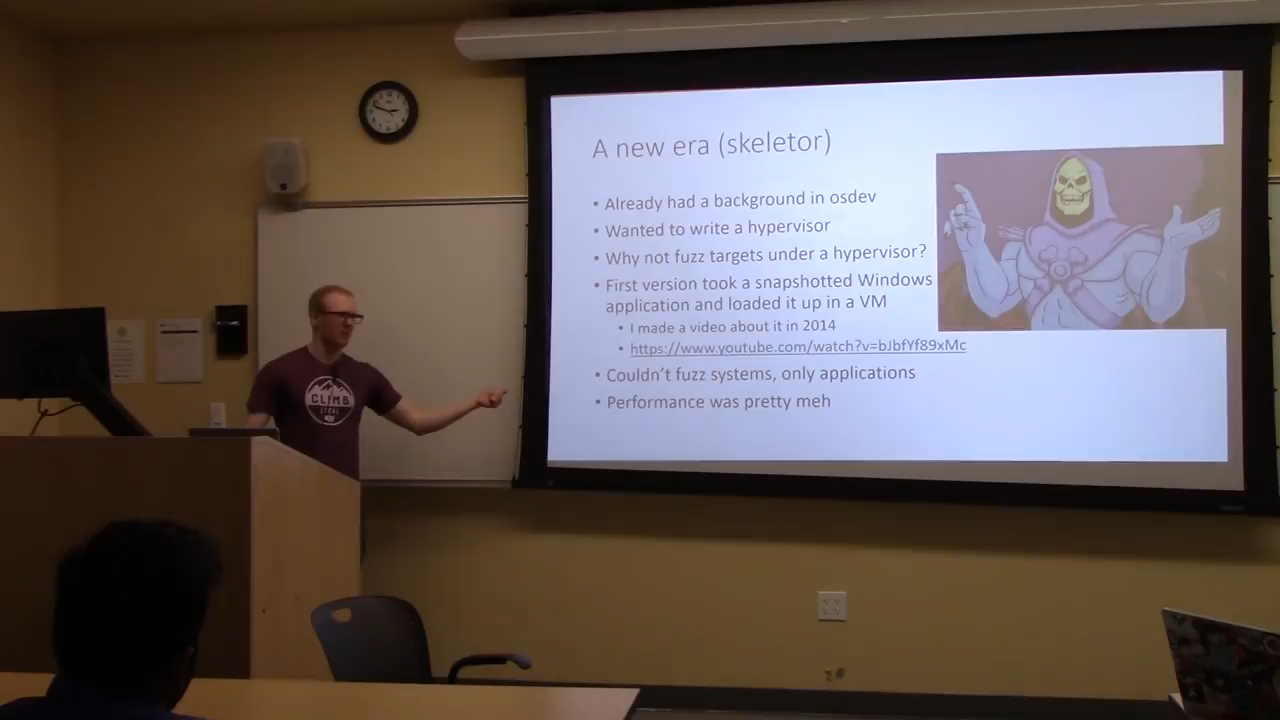 A new era (skeletor)
• Already had a background in osdev
• Wanted to write a hypervisor
• Why not fuzz targets under a hypervisor?
• First version took a snapshotted Windows
application and loaded it up in a VM
• I made a video about it in 2014
• https://www.youtube.com/watch?v=bJbfYf89xMc
• Couldn't fuzz systems, only applications
• Performance was pretty meh
CLIMB